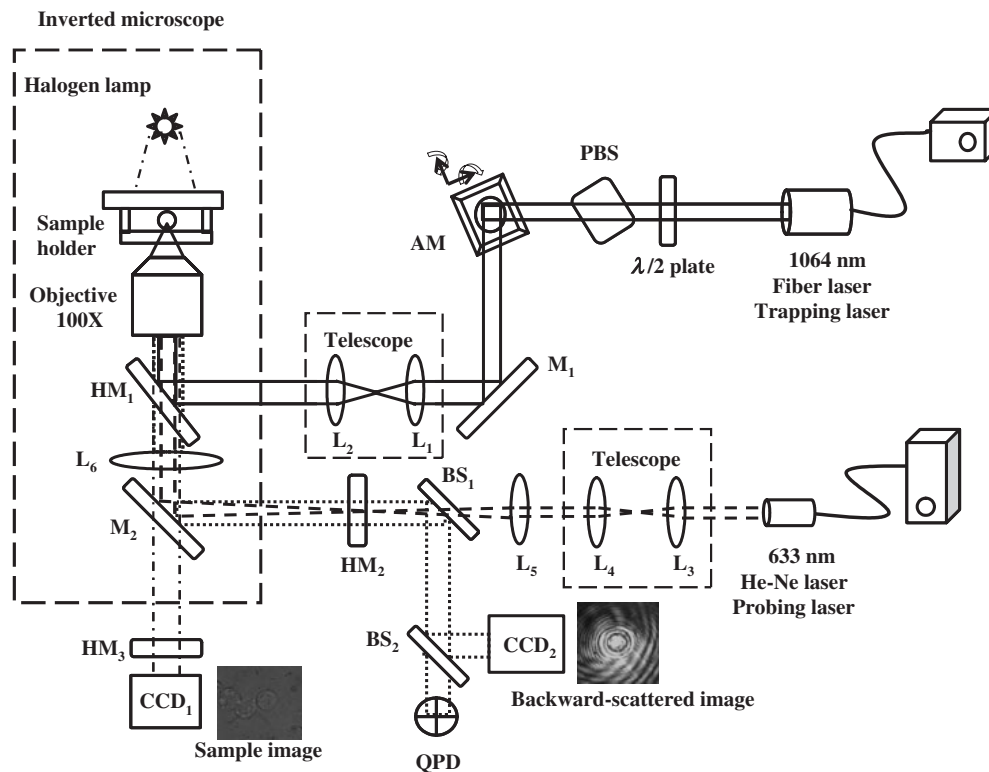 Inverted microscope
Halogen lamp
Sample
holder
Objective
100X
HM1
L6
M2
HM3
CCD1
Sample image
AM
PBS
λ/2 plate
1064 nm
Fiber laser
Trapping laser
Telescope
L2
L1
M1
BS1
HM2
L5
Telescope
L4
L3
633 nm
He-Ne laser
Probing laser
BS2
CCD2
Backward-scattered image
QPD